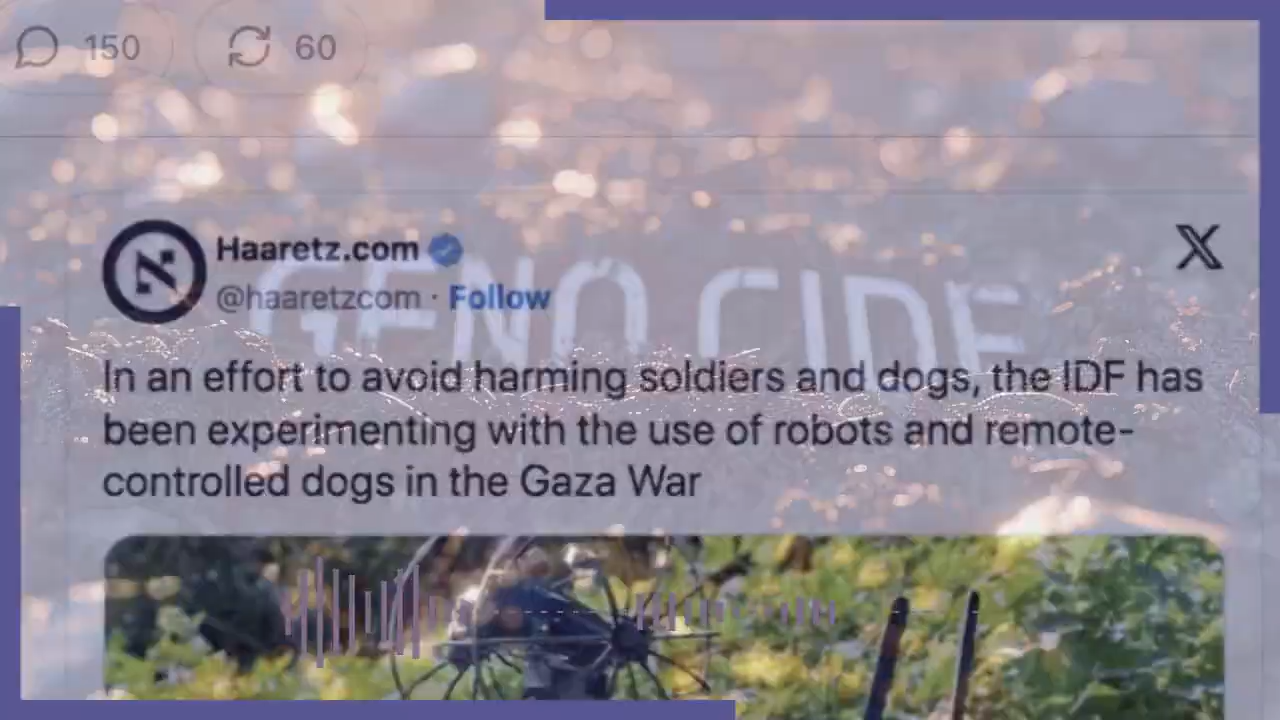 150 60
Haaretz.com
@haaretzcom · Follow
GENOCIDE
In an effort to avoid harming soldiers and dogs, the IDF has
been experimenting with the use of robots and remote-
controlled dogs in the Gaza War